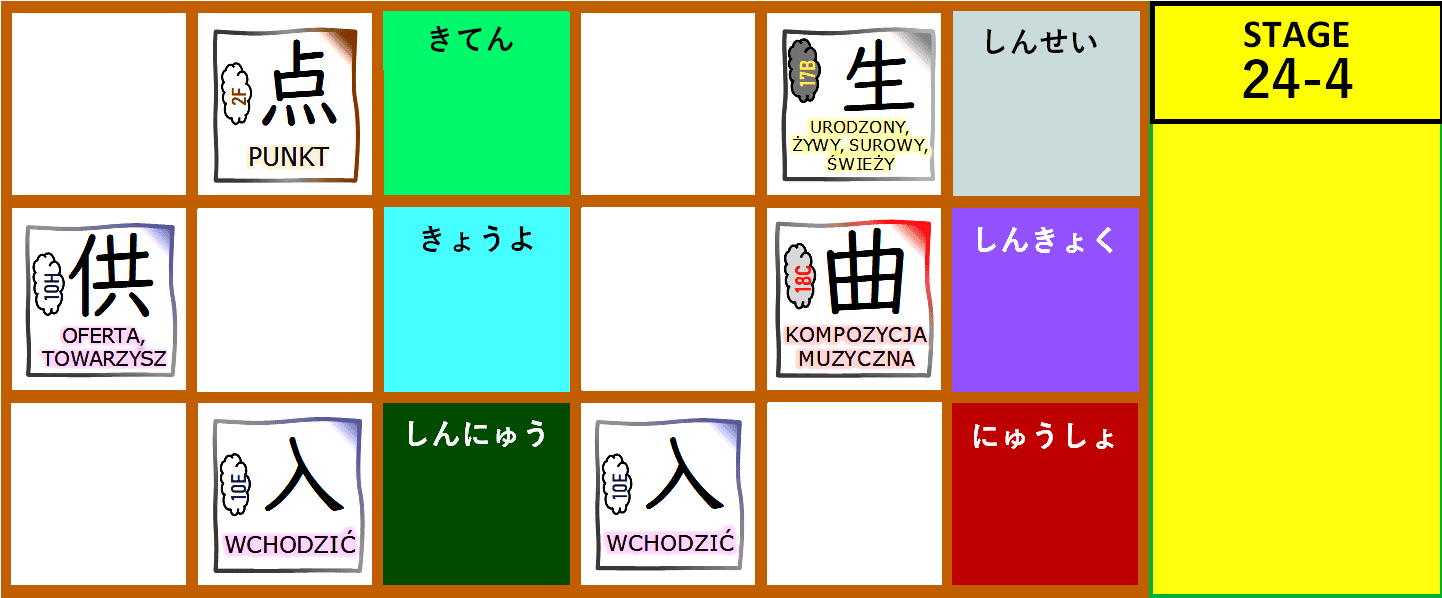 2F
点
PUNKT
きてん
17B
生
URODZONY,
ŻYWY, SUROWY,
ŚWIEŻY
しんせい
STAGE
24-4
10H
供
OFERTA,
TOWARZYSZ
きょうよ
18C
曲
KOMPOZYCJA
MUZYCZNA
しんきょく
10E
入
WCHODZIĆ
しんにゅう
10E
入
WCHODZIĆ
にゅうしょ